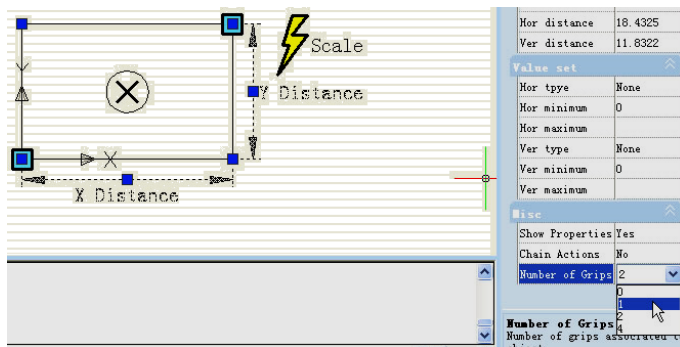 Scale
Y Distance
X Distance
X
Y
Hor distance 18.4325
Ver distance 11.8322
Value set
Hor tpye None
Hor minimum 0
Hor maximum
Ver type None
Ver minimum 0
Ver maximum
Misc
Show Properties Yes
Chain Actions No
Number of Grips 2
0
1
2
4
Number of Grips
Number of grips associated